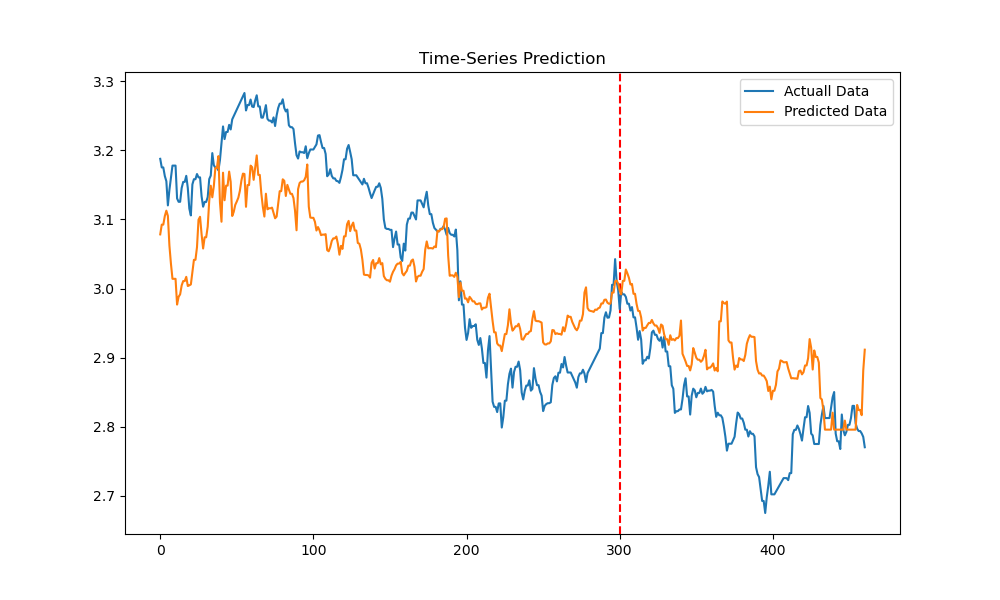 Time-Series Prediction
Actuall Data
Predicted Data
3.3
3.2
3.1
3.0
2.9
2.8
2.7
0 100 200 300 400